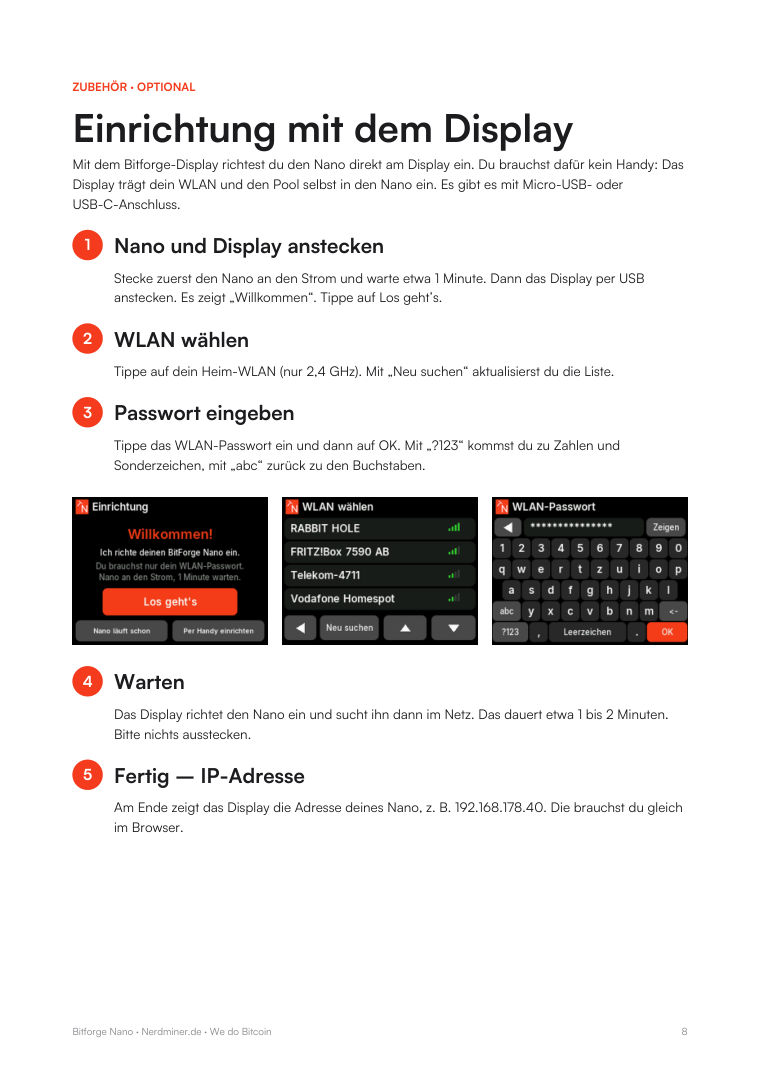 ZUBEHÖR · OPTIONAL
Einrichtung mit dem Display
Mit dem Bitforge-Display richtest du den Nano direkt am Display ein. Du brauchst dafür kein Handy: Das
Display trägt dein WLAN und den Pool selbst in den Nano ein. Es gibt es mit Micro-USB- oder
USB-C-Anschluss.
1 Nano und Display anstecken
Stecke zuerst den Nano an den Strom und warte etwa 1 Minute. Dann das Display per USB
anstecken. Es zeigt „Willkommen“. Tippe auf Los geht's.
2 WLAN wählen
Tippe auf dein Heim-WLAN (nur 2,4 GHz). Mit „Neu suchen“ aktualisierst du die Liste.
3 Passwort eingeben
Tippe das WLAN-Passwort ein und dann auf OK. Mit „?123“ kommst du zu Zahlen und
Sonderzeichen, mit „abc“ zurück zu den Buchstaben.
N Einrichtung
Willkommen!
Ich richte deinen BitForge Nano ein.
Du brauchst nur dein WLAN-Passwort.
Nano an den Strom, 1 Minute warten.
Los geht's
Nano läuft schon
Per Handy einrichten
N WLAN wählen
RABBIT HOLE
FRITZ!Box 7590 AB
Telekom-4711
Vodafone Homespot
Neu suchen
N WLAN-Passwort
*************** Zeigen
1 2 3 4 5 6 7 8 9 0
q w e r t z u i o p
a s d f g h j k l
abc y x c v b n m <-
?123 , Leerzeichen . OK
4 Warten
Das Display richtet den Nano ein und sucht ihn dann im Netz. Das dauert etwa 1 bis 2 Minuten.
Bitte nichts ausstecken.
5 Fertig — IP-Adresse
Am Ende zeigt das Display die Adresse deines Nano, z. B. 192.168.178.40. Die brauchst du gleich
im Browser.
Bitforge Nano · Nerdminer.de · We do Bitcoin
8